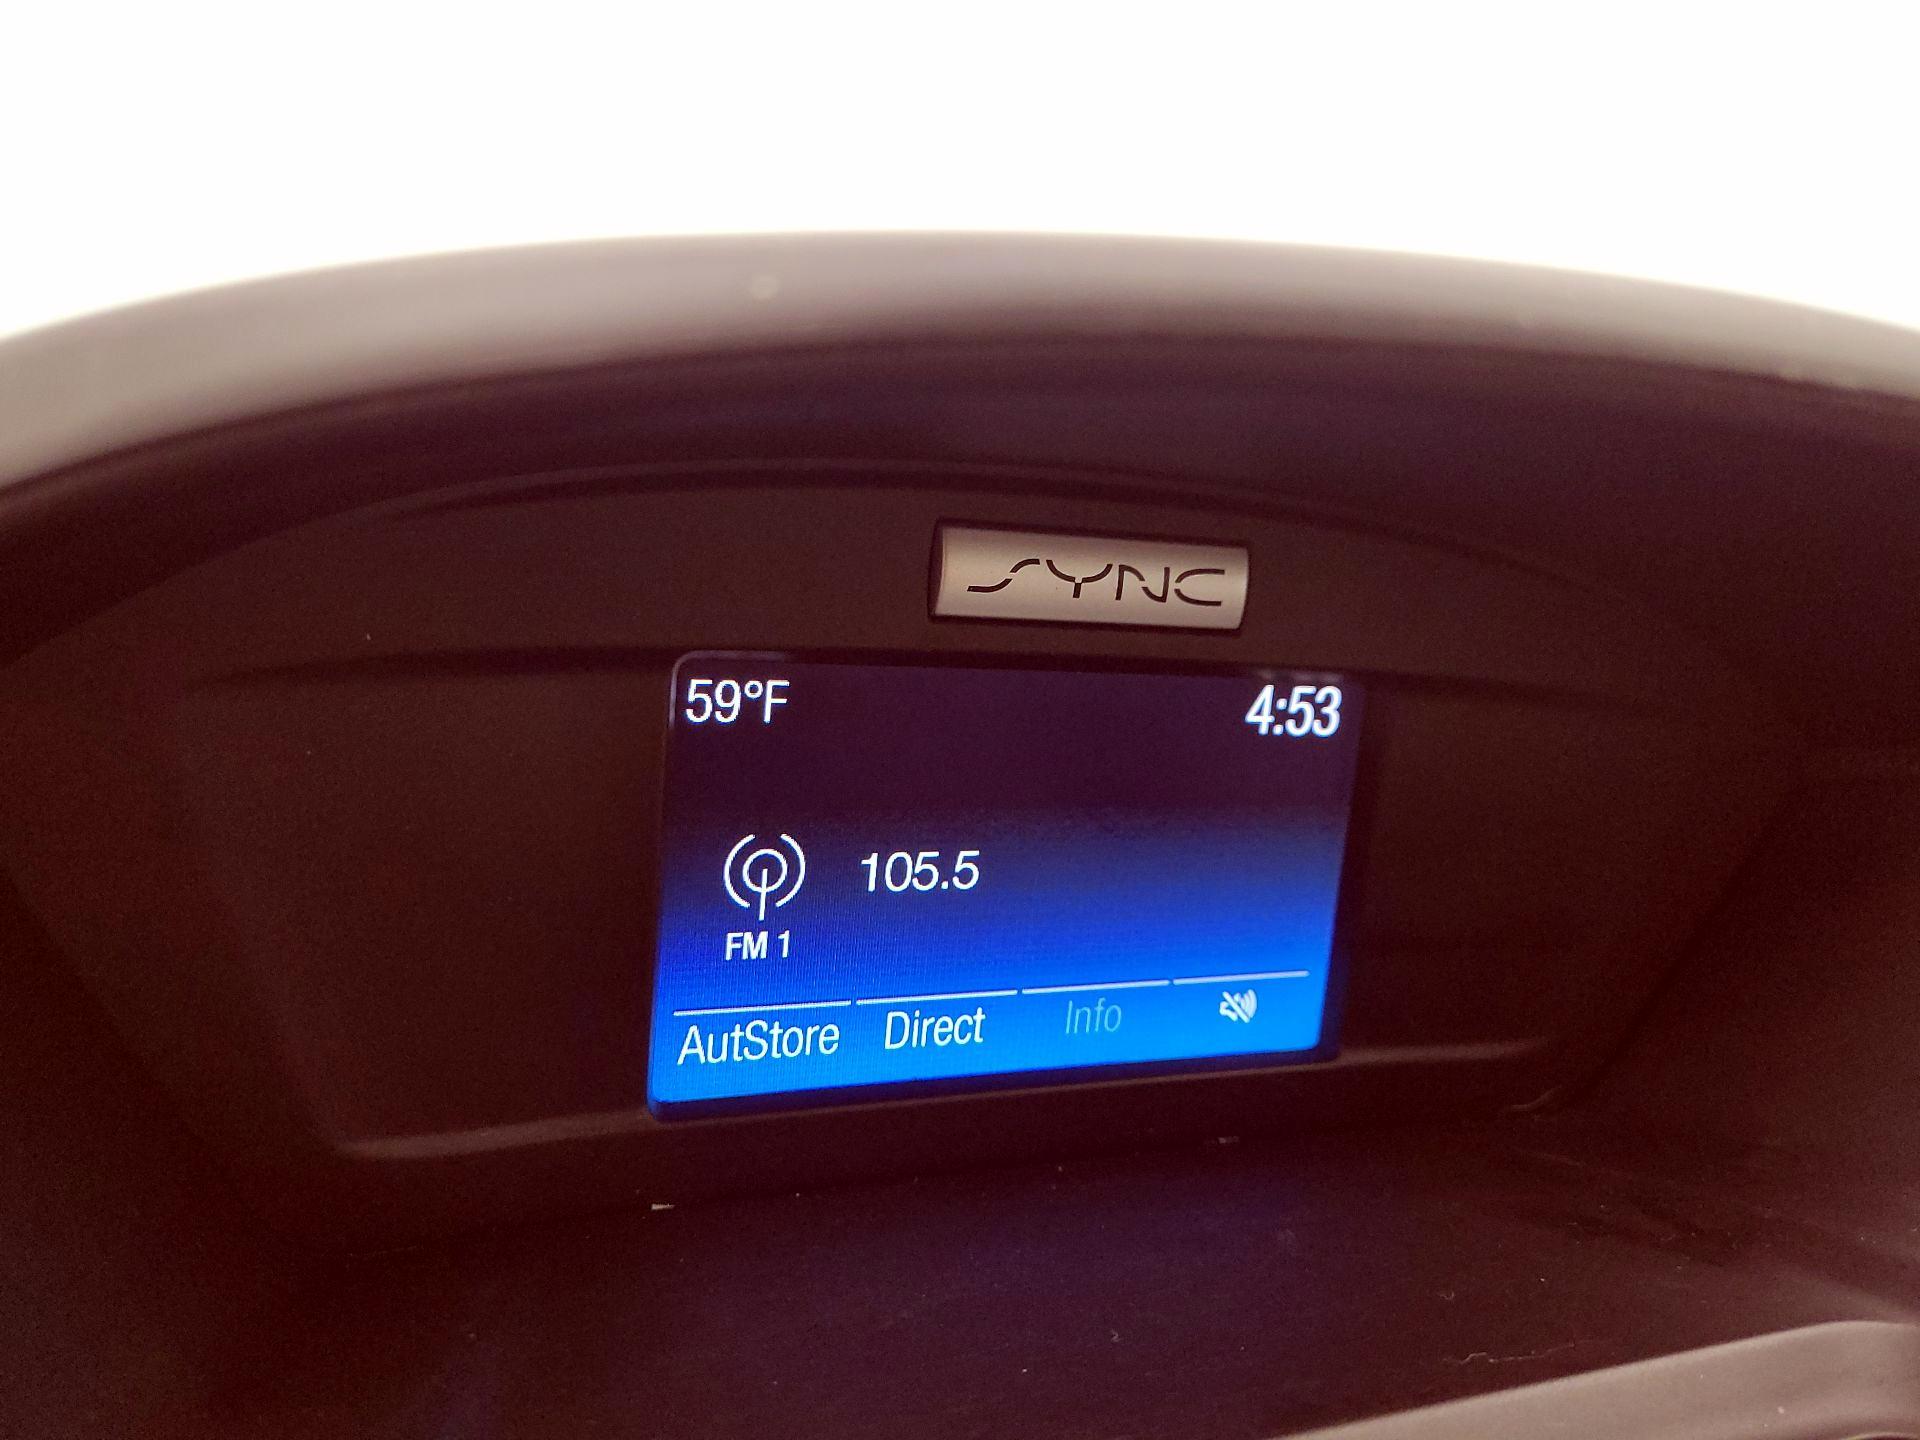 SYNC
59°F 4:53
105.5
FM 1
AutStore Direct Info